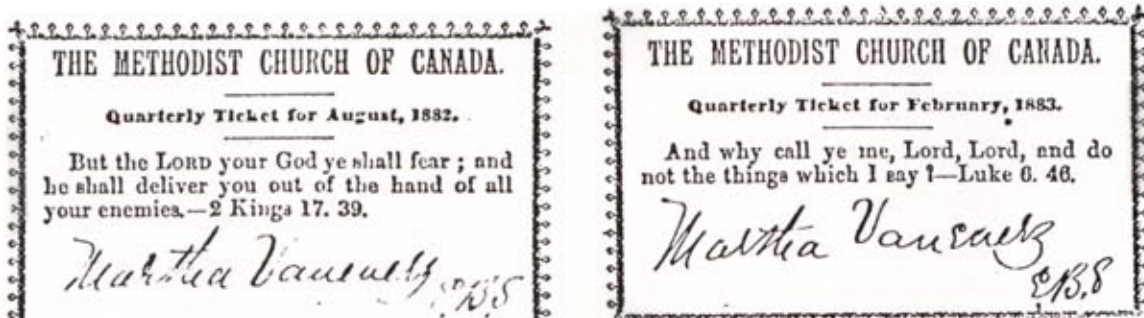 THE METHODIST CHURCH OF CANADA.
Quarterly Ticket for August, 1882.
But the LORD your God ye shall fear ; and
he shall deliver you out of the hand of all
your enemies.—2 Kings 17. 39.
Martha
THE METHODIST CHURCH OF CANADA.
Quarterly Ticket for February, 1883.
And why call ye me, Lord, Lord, and do
not the things which I say ?—Luke 6. 46.
Martha
E.B.S